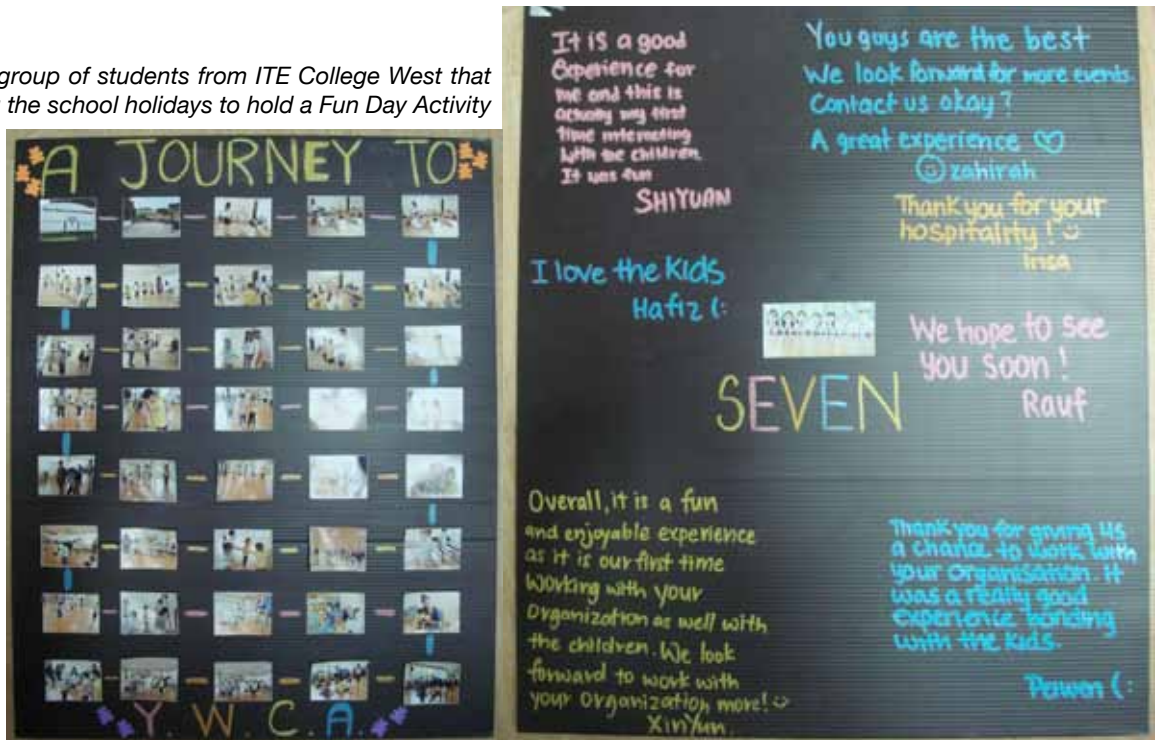 group of students from ITE College West that
the school holidays to hold a Fun Day Activity
A JOURNEY TO
Y. W. C. A.
It is a good
Experience for
me and this is
actually my first
time interacting
with the children.
It was fun
SHIYUAN
You guys are the best
We look forward for more events.
Contact us okay?
A great experience ♡
☺ zahirah
Thank you for your
hospitality! ☺
Irsa
I love the kids
Hafiz (:
We hope to see
you soon!
Rauf
SEVEN
Overall, it is a fun
and enjoyable experience
as it is our first time
working with your
Organization as well with
the children. We look
forward to work with
your Organization more! ☺
XinYun.
Thank you for giving us
a chance to work with
your organisation. It
was a really good
experience bonding
with the kids.
(: